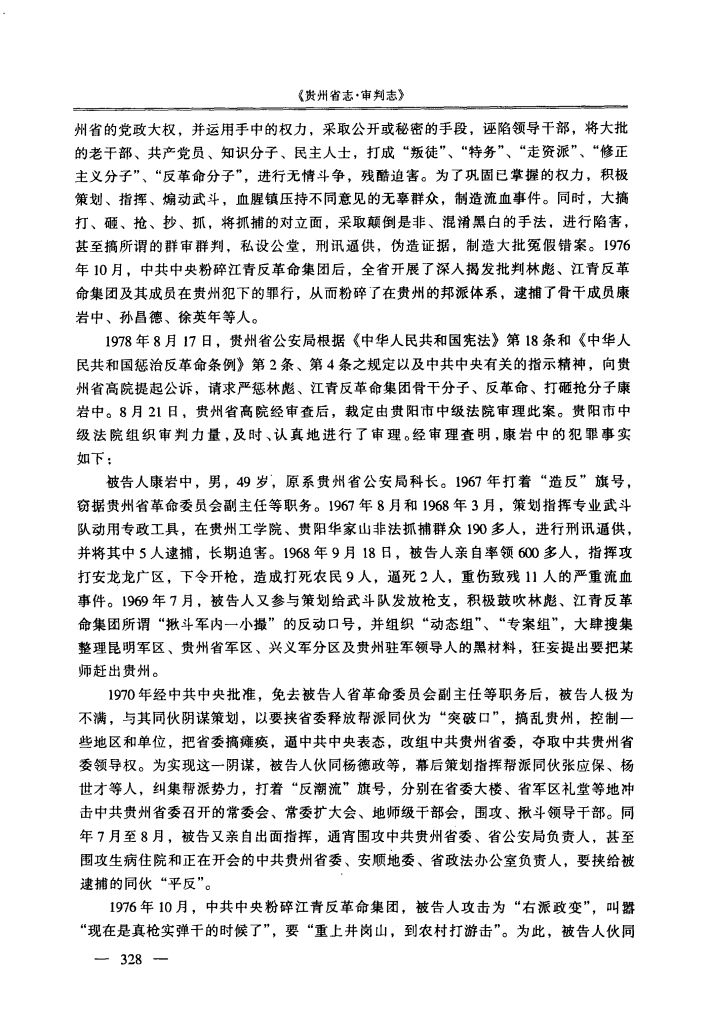 《贵州省志·审判志》
州省的党政大权，并运用手中的权力，采取公开或秘密的手段，诬陷领导干部，将大批
的老干部、共产党员、知识分子、民主人士，打成“叛徒”、“特务”、“走资派”、“修正
主义分子”、“反革命分子”，进行无情斗争，残酷迫害。为了巩固已掌握的权力，积极
策划、指挥、煽动武斗，血腥镇压持不同意见的无辜群众，制造流血事件。同时，大搞
打、砸、抢、抄、抓，将抓捕的对立面，采取颠倒是非、混淆黑白的手法，进行陷害，
甚至搞所谓的群审群判，私设公堂，刑讯逼供，伪造证据，制造大批冤假错案。1976
年10月，中共中央粉碎江青反革命集团后，全省开展了深人揭发批判林彪、江青反革
命集团及其成员在贵州犯下的罪行，从而粉碎了在贵州的邦派体系，逮捕了骨干成员康
岩中、孙昌德、徐英年等人。
1978年8月17日，贵州省公安局根据《中华人民共和国宪法》第18条和《中华人
民共和国惩治反革命条例》第2条、第4条之规定以及中共中央有关的指示精神，向贵
州省高院提起公诉，请求严惩林彪、江青反革命集团骨干分子、反革命、打砸抢分子康
岩中。8月21日，贵州省高院经审查后，裁定由贵阳市中级法院审理此案。贵阳市中
级法院组织审判力量,及时、认真地进行了审理。经审理查明,康岩中的犯罪事实
如下：
被告人康岩中，男，49岁，原系贵州省公安局科长。1967年打着“造反”旗号，
窃据贵州省革命委员会副主任等职务。1967年8月和1968年3月，策划指挥专业武斗
队动用专政工具，在贵州工学院、贵阳华家山非法抓捕群众190多人，进行刑讯逼供，
并将其中5人逮捕，长期迫害。1968年9月18日，被告人亲自率领600多人，指挥攻
打安龙龙广区，下令开枪，造成打死农民9人，逼死2人，重伤致残11人的严重流血
事件。1969年7月，被告人又参与策划给武斗队发放枪支，积极鼓吹林彪、江青反革
命集团所谓“揪斗军内一小撮”的反动口号，并组织“动态组”、“专案组”，大肆搜集
整理昆明军区、贵州省军区、兴义军分区及贵州驻军领导人的黑材料，狂妄提出要把某
师赶出贵州。
1970年经中共中央批准，免去被告人省革命委员会副主任等职务后，被告人极为
不满，与其同伙阴谋策划，以要挟省委释放帮派同伙为“突破口”，搞乱贵州，控制一
些地区和单位，把省委搞瘫痪，逼中共中央表态，改组中共贵州省委，夺取中共贵州省
委领导权。为实现这一阴谋，被告人伙同杨德政等，幕后策划指挥帮派同伙张应保、杨
世才等人，纠集帮派势力，打着“反潮流”旗号，分别在省委大楼、省军区礼堂等地冲
击中共贵州省委召开的常委会、常委扩大会、地师级干部会，围攻、揪斗领导干部。同
年7月至8月，被告又亲自出面指挥，通宵围攻中共贵州省委、省公安局负责人，甚至
围攻生病住院和正在开会的中共贵州省委、安顺地委、省政法办公室负责人，要挟给被
逮捕的同伙“平反”。
1976年10月，中共中央粉碎江青反革命集团，被告人攻击为“右派政变”，叫嚣
“现在是真枪实弹干的时候了”，要“重上井岗山，到农村打游击”。为此，被告人伙同
— 328 —